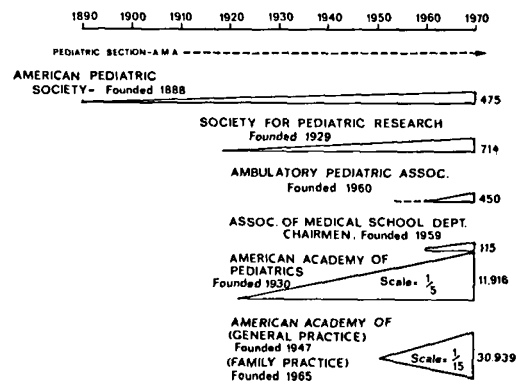 1890 1900 1910 1920 1930 1940 1950 1960 1970
PEDIATRIC SECTION-AMA
AMERICAN PEDIATRIC
SOCIETY- Founded 1888
475
SOCIETY FOR PEDIATRIC RESEARCH
Founded 1929
714
AMBULATORY PEDIATRIC ASSOC.
Founded 1960
450
ASSOC. OF MEDICAL SCHOOL DEPT.
CHAIRMEN, Founded 1959
115
AMERICAN ACADEMY OF
PEDIATRICS
Founded 1930
Scale= 1/5
11,916
AMERICAN ACADEMY OF
(GENERAL PRACTICE)
Founded 1947
(FAMILY PRACTICE)
Founded 1965
Scale= 1/15
30,939